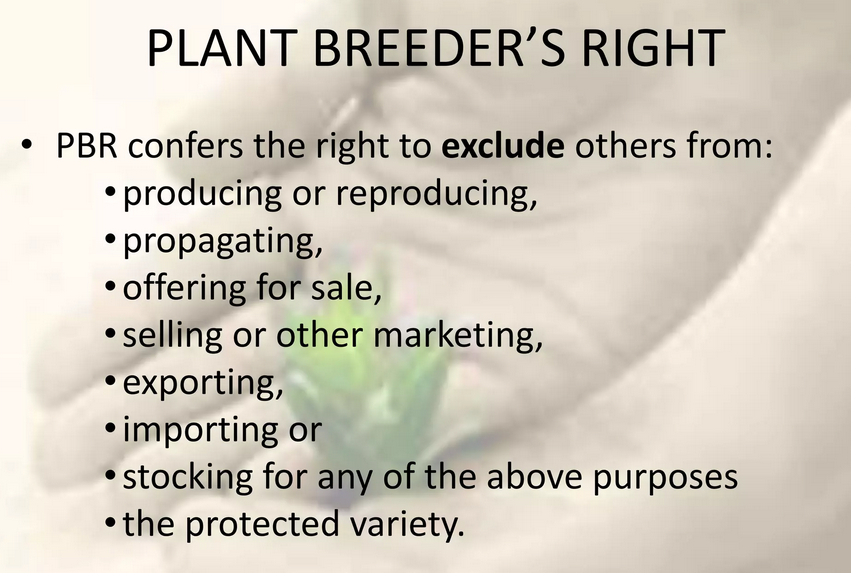 PLANT BREEDER’S RIGHT
• PBR confers the right to exclude others from:
• producing or reproducing,
• propagating,
• offering for sale,
• selling or other marketing,
• exporting,
• importing or
• stocking for any of the above purposes
• the protected variety.